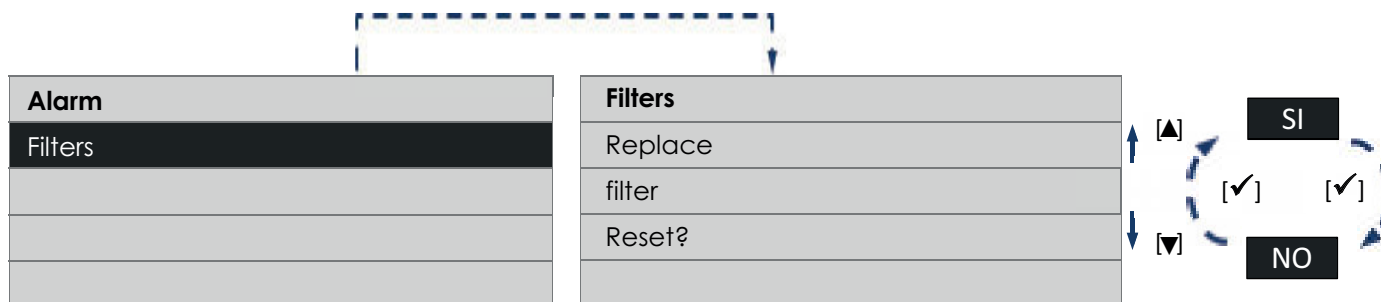 Alarm
Filters
Filters
Replace
filter
Reset?
[▲]
SI
[✔] [✔]
[▼]
NO